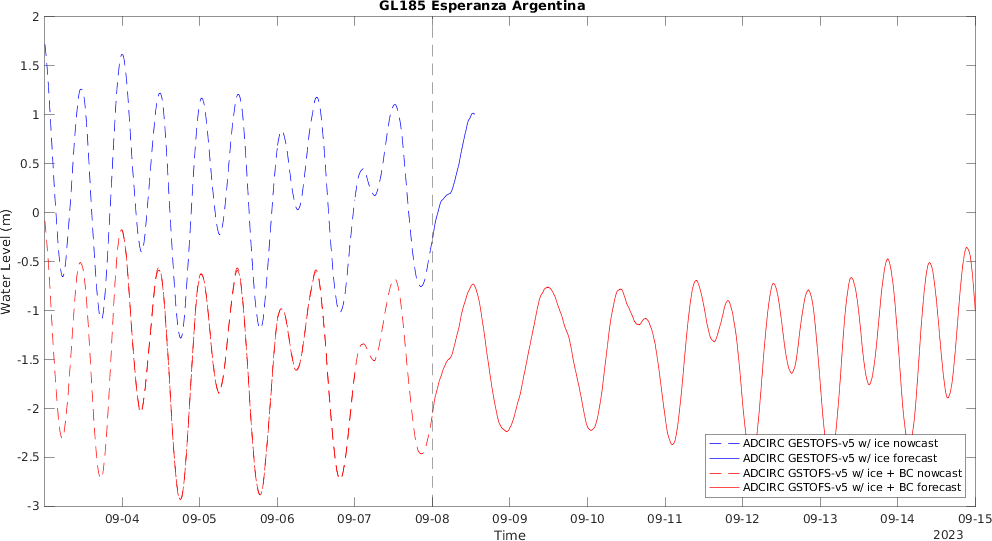 GL185 Esperanza Argentina
2
1.5
1
0.5
0
-0.5
-1
-1.5
-2
-2.5
-3
Water Level (m)
ADCIRC GESTOFS-v5 w/ ice nowcast
ADCIRC GESTOFS-v5 w/ ice forecast
ADCIRC GSTOFS-v5 w/ ice + BC nowcast
ADCIRC GSTOFS-v5 w/ ice + BC forecast
09-04 09-05 09-06 09-07 09-08 09-09 09-10 09-11 09-12 09-13 09-14 09-15
Time
2023